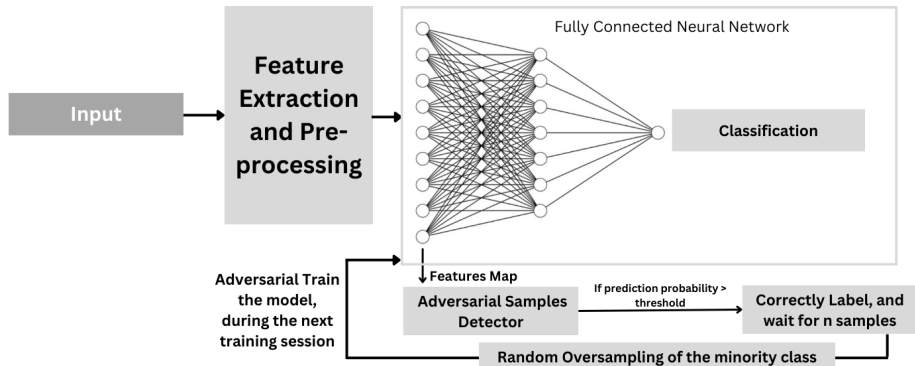 Input
Feature
Extraction
and Pre-
processing
Fully Connected Neural Network
Classification
Features Map
Adversarial Samples
Detector
If prediction probability >
threshold
Correctly Label, and
wait for n samples
Random Oversampling of the minority class
Adversarial Train
the model,
during the next
training session